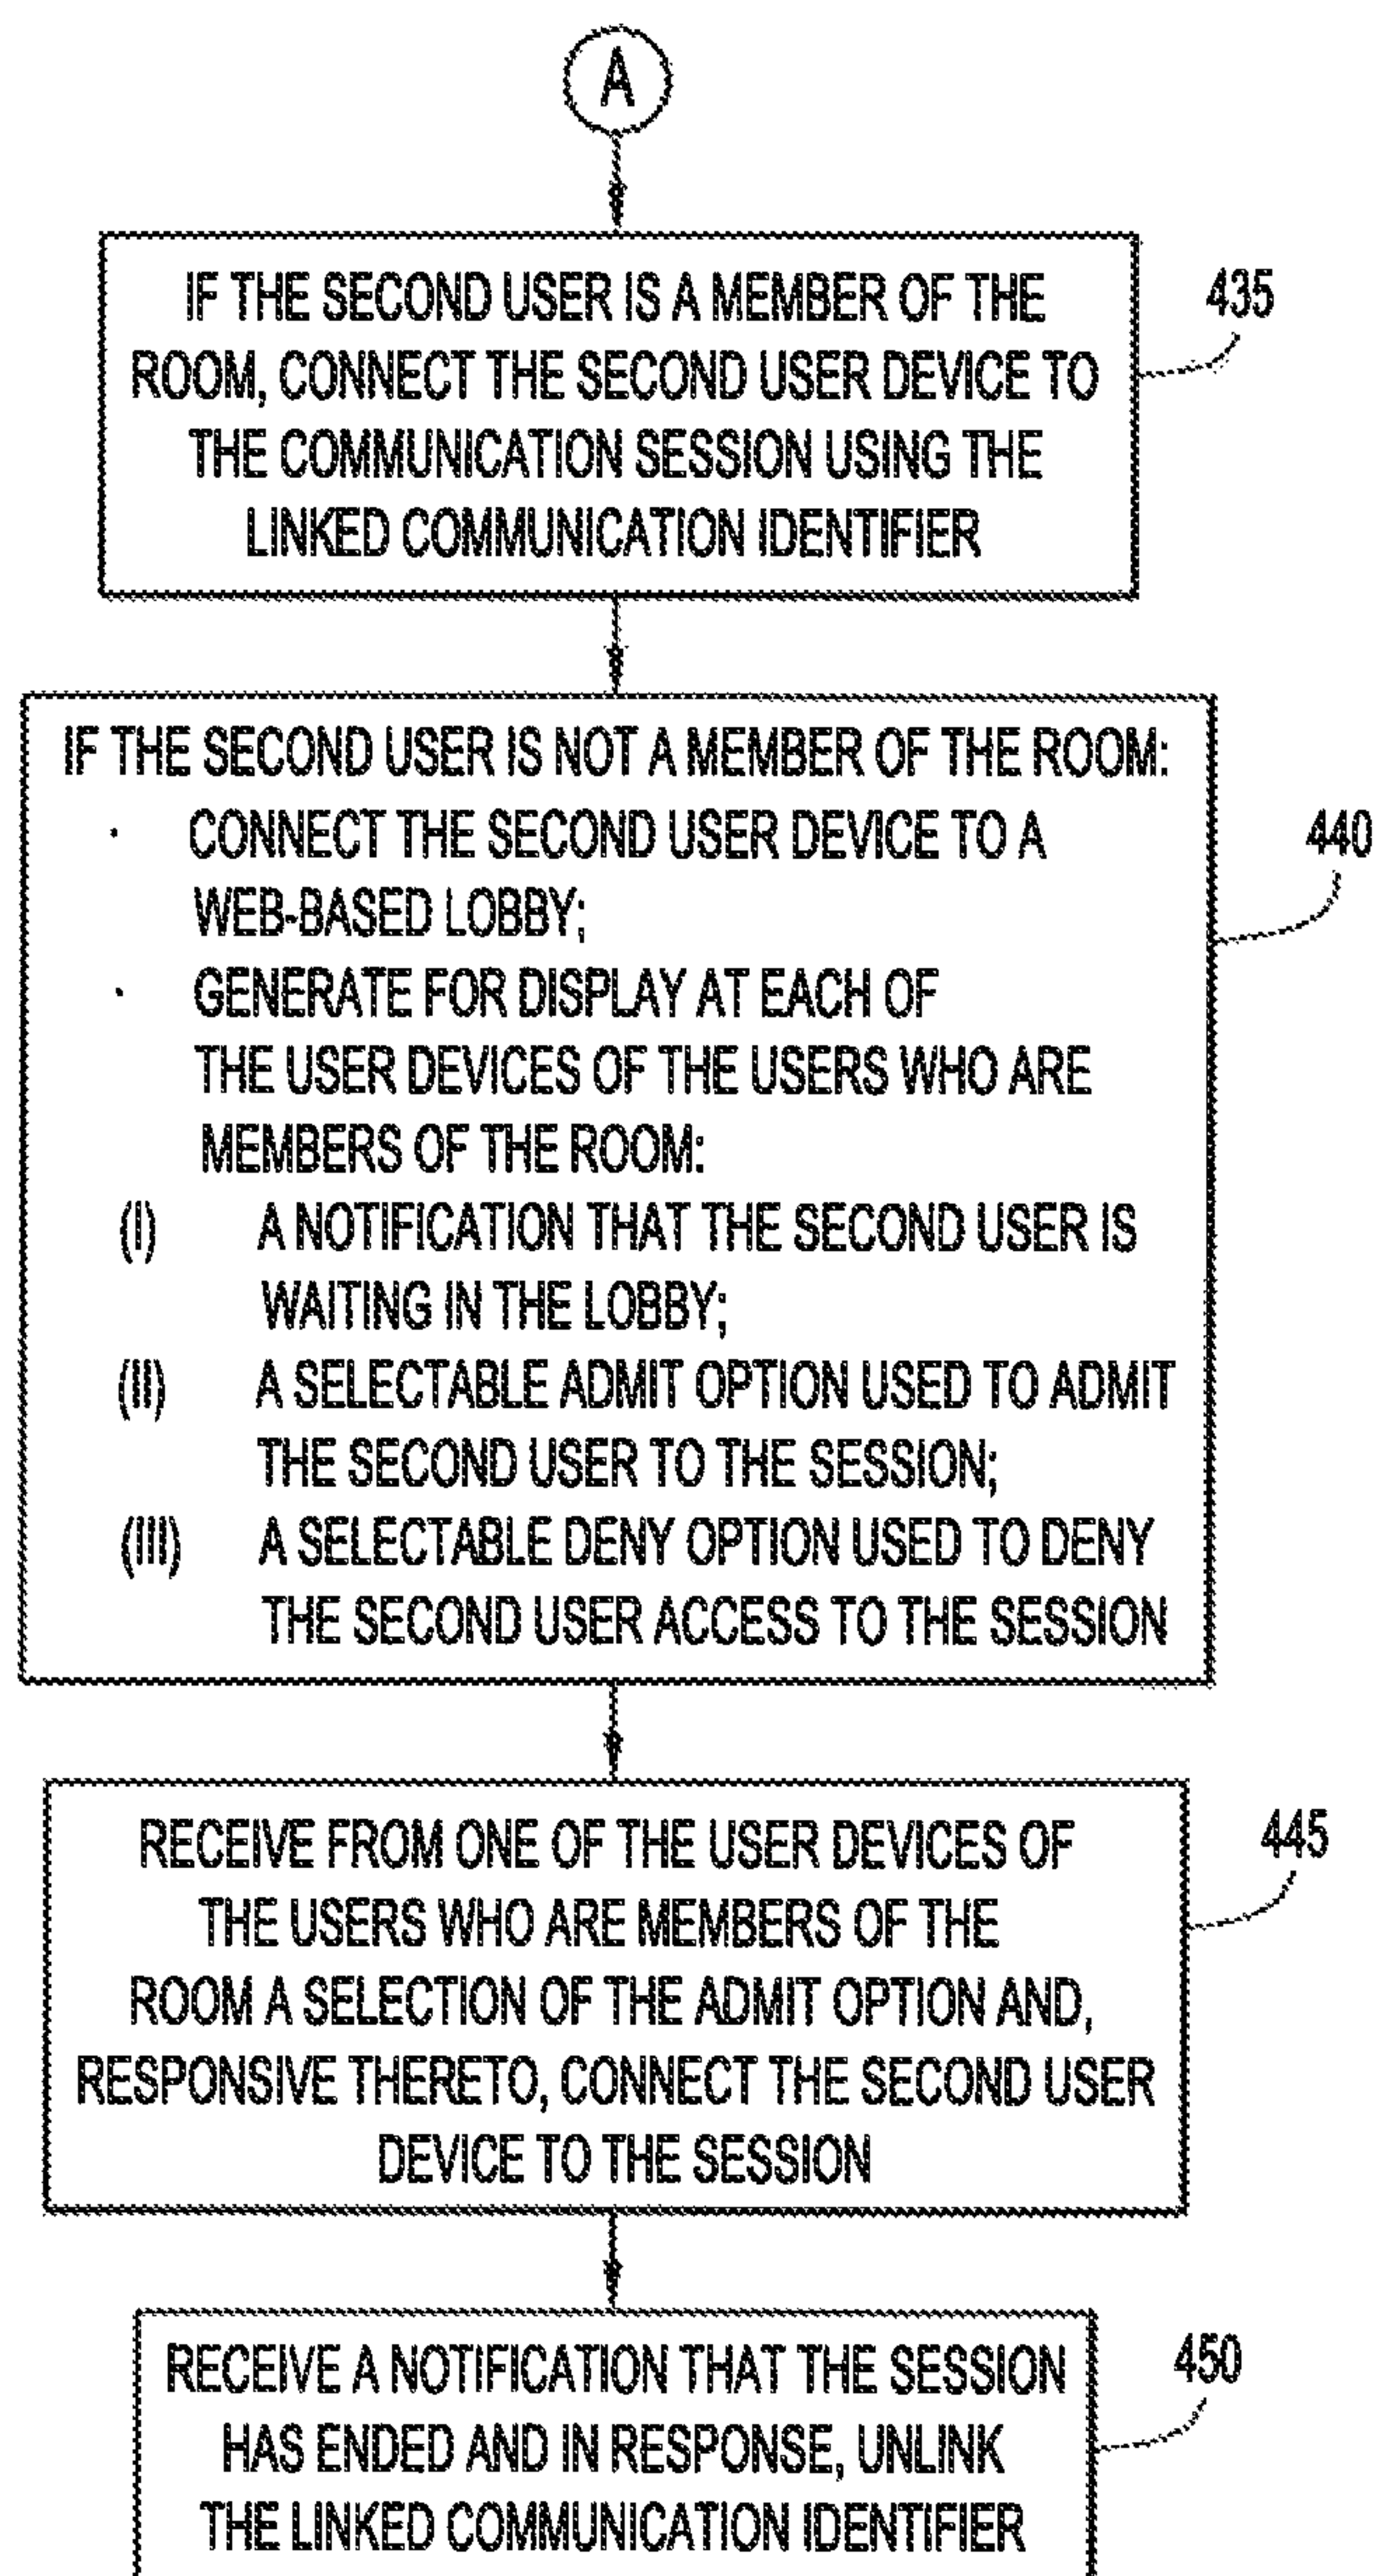 A
IF THE SECOND USER IS A MEMBER OF THE
ROOM, CONNECT THE SECOND USER DEVICE TO
THE COMMUNICATION SESSION USING THE
LINKED COMMUNICATION IDENTIFIER
435
IF THE SECOND USER IS NOT A MEMBER OF THE ROOM:
· CONNECT THE SECOND USER DEVICE TO A
WEB-BASED LOBBY;
· GENERATE FOR DISPLAY AT EACH OF
THE USER DEVICES OF THE USERS WHO ARE
MEMBERS OF THE ROOM:
(I) A NOTIFICATION THAT THE SECOND USER IS
WAITING IN THE LOBBY;
(II) A SELECTABLE ADMIT OPTION USED TO ADMIT
THE SECOND USER TO THE SESSION;
(III) A SELECTABLE DENY OPTION USED TO DENY
THE SECOND USER ACCESS TO THE SESSION
440
RECEIVE FROM ONE OF THE USER DEVICES OF
THE USERS WHO ARE MEMBERS OF THE
ROOM A SELECTION OF THE ADMIT OPTION AND,
RESPONSIVE THERETO, CONNECT THE SECOND USER
DEVICE TO THE SESSION
445
RECEIVE A NOTIFICATION THAT THE SESSION
HAS ENDED AND IN RESPONSE, UNLINK
THE LINKED COMMUNICATION IDENTIFIER
450